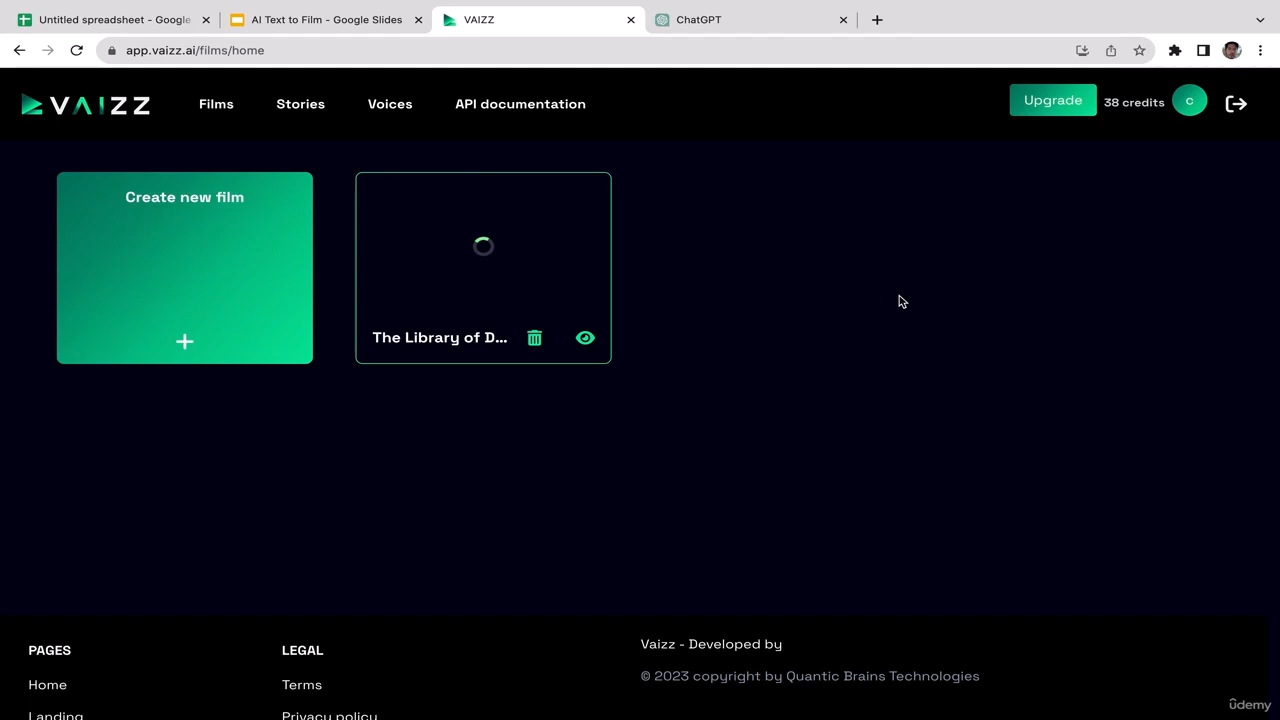 Untitled spreadsheet - Google
AI Text to Film - Google Slides
VAIZZ
ChatGPT
app.vaizz.ai/films/home
VAIZZ
Films
Stories
Voices
API documentation
Upgrade
38 credits
c
Create new film
+
The Library of D...
PAGES
LEGAL
Vaizz - Developed by
Home
Terms
© 2023 copyright by Quantic Brains Technologies
Landing
Privacy policy
ûdemy